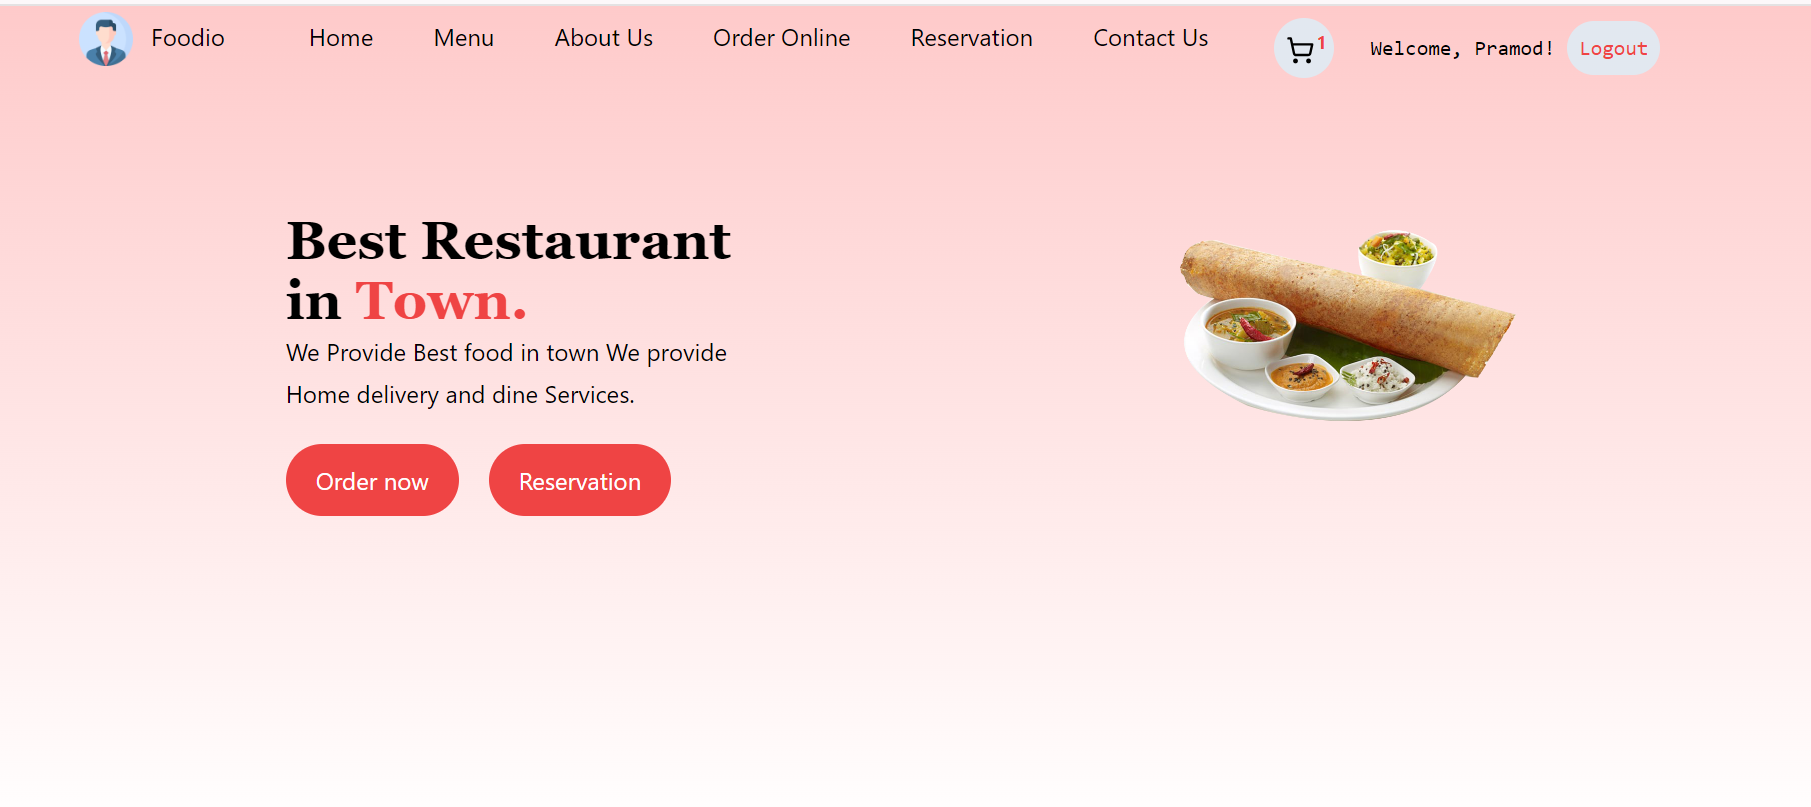 Foodio Home Menu About Us Order Online Reservation Contact Us 1 Welcome, Pramod! Logout
Best Restaurant
in Town.
We Provide Best food in town We provide
Home delivery and dine Services.
Order now Reservation